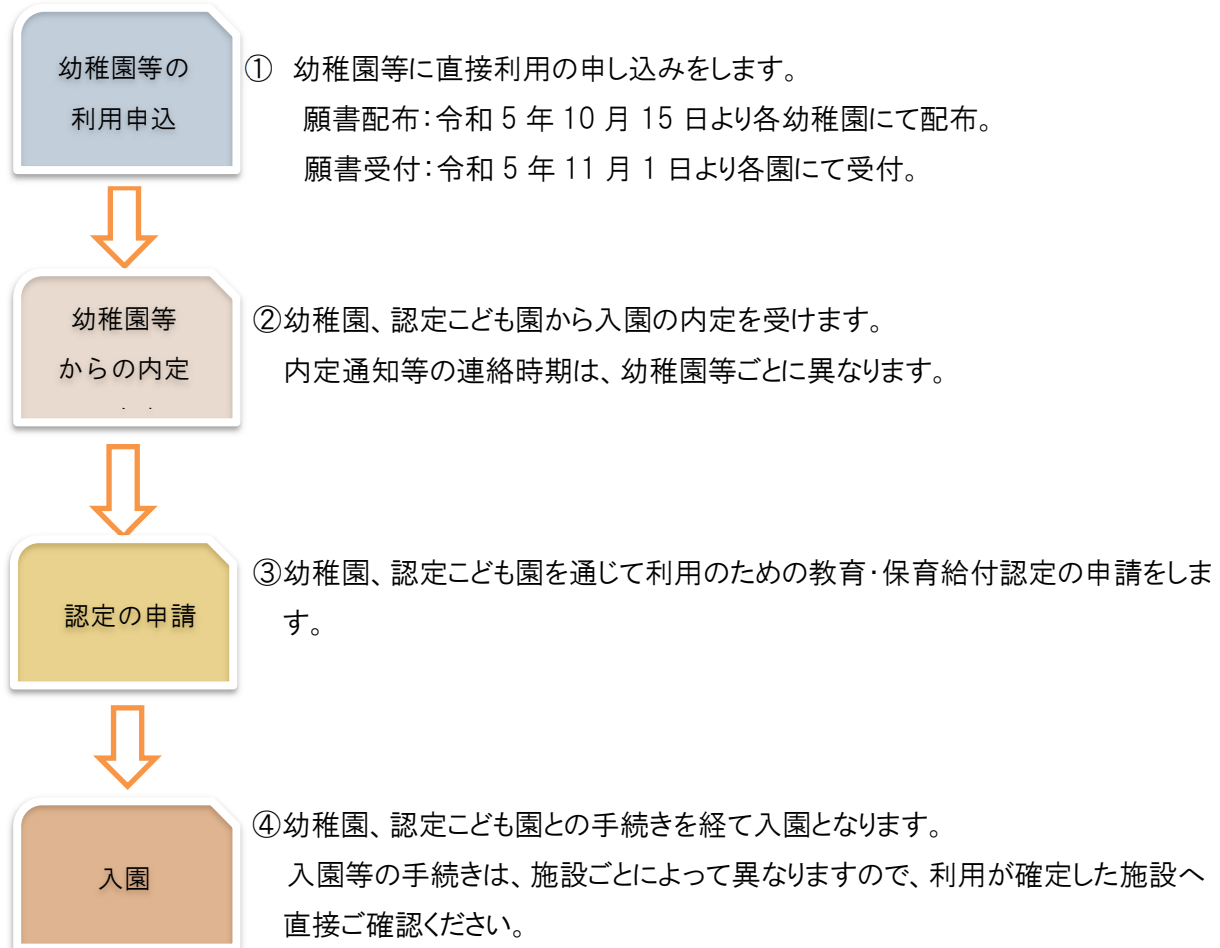 幼稚園等の
利用申込
① 幼稚園等に直接利用の申し込みをします。
願書配布：令和 5 年 10 月 15 日より各幼稚園にて配布。
願書受付：令和 5 年 11 月 1 日より各園にて受付。
幼稚園等
からの内定
②幼稚園、認定こども園から入園の内定を受けます。
内定通知等の連絡時期は、幼稚園等ごとに異なります。
認定の申請
③幼稚園、認定こども園を通じて利用のための教育・保育給付認定の申請をしま
す。
入園
④幼稚園、認定こども園との手続きを経て入園となります。
入園等の手続きは、施設ごとによって異なりますので、利用が確定した施設へ
直接ご確認ください。